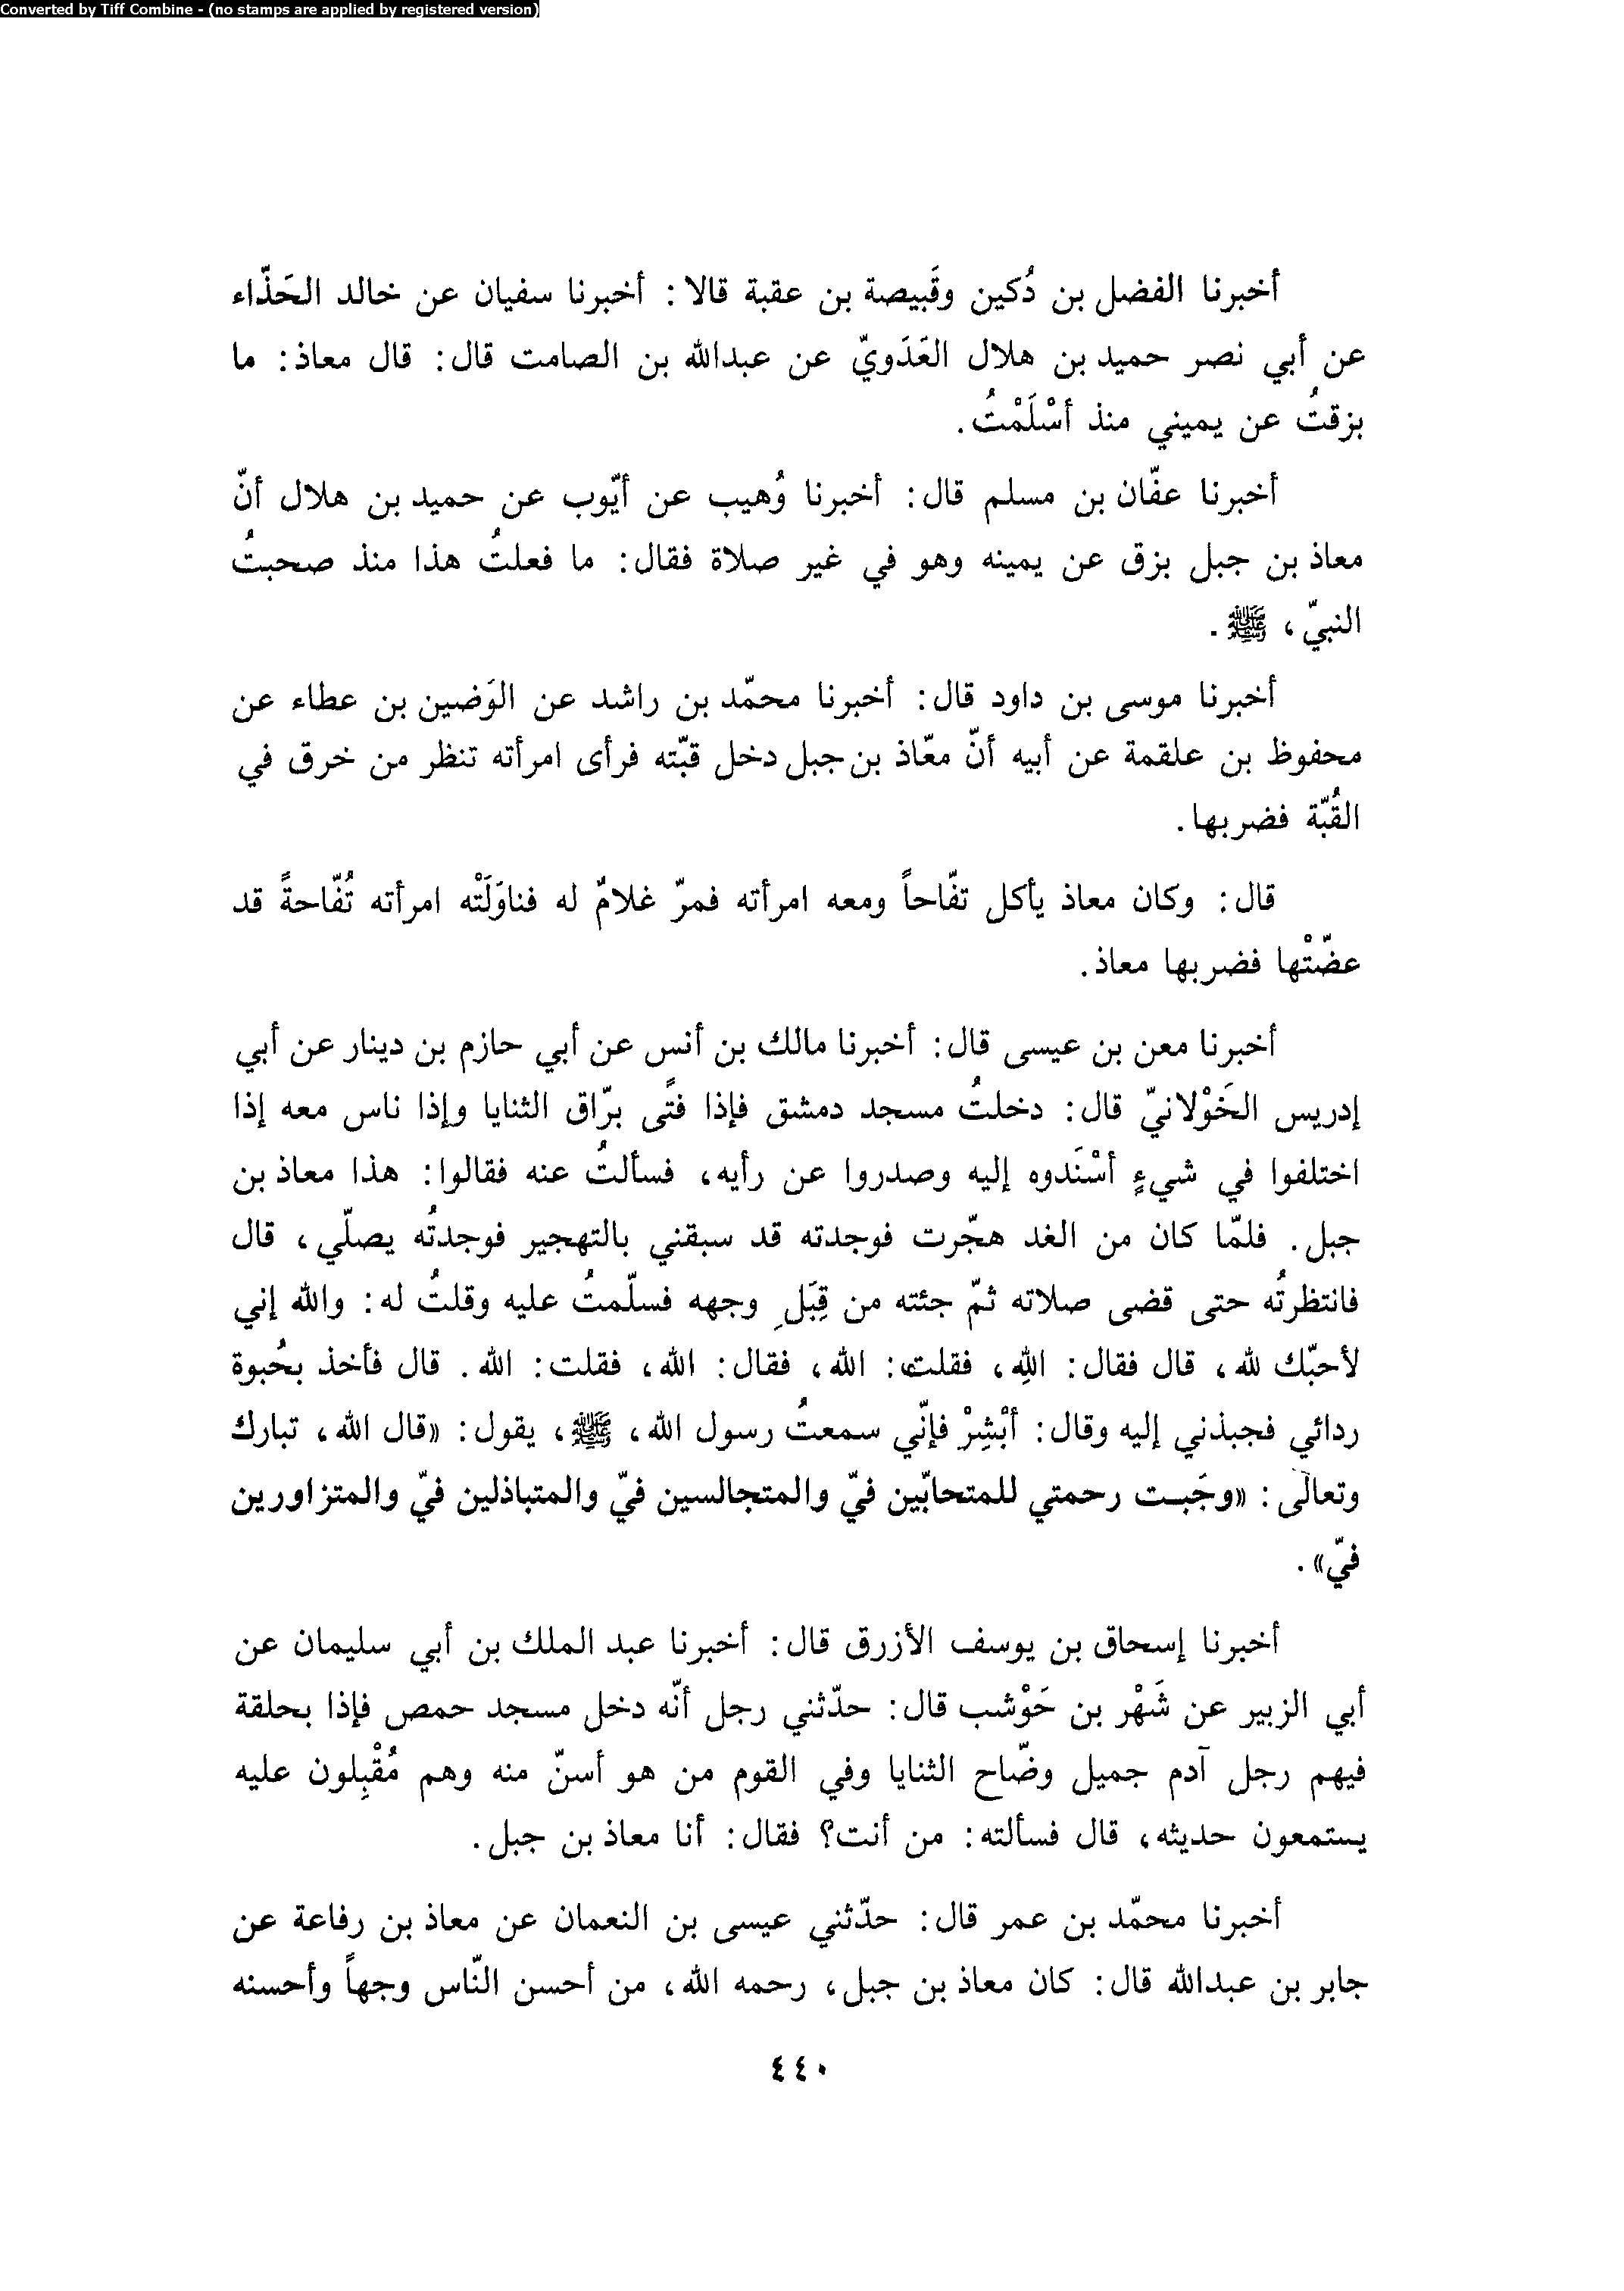 Converted by Tiff Combine - (no stamps are applied by registered version)
أخبرنا الفضل بن دُكين وقَبيصة بن عقبة قالا: أخبرنا سفيان عن خالد الحَذّاء
عن أبي نصر حميد بن هلال العَدَويّ عن عبدالله بن الصامت قال: قال معاذ: ما
بزقتُ عن يميني منذ أسْلَمْتُ.
أخبرنا عفّان بن مسلم قال: أخبرنا وُهيب عن أيّوب عن حميد بن هلال أنّ
معاذ بن جبل بزق عن يمينه وهو في غير صلاة فقال: ما فعلتُ هذا منذ صحبتُ
النبيّ، ﷺ.
أخبرنا موسى بن داود قال: أخبرنا محمّد بن راشد عن الوَضين بن عطاء عن
محفوظ بن علقمة عن أبيه أنّ معّاذ بن جبل دخل قبّته فرأى امرأته تنظر من خرق في
القُبّة فضربها.
قال: وكان معاذ يأكل تفّاحاً ومعه امرأته فمرّ غلامٌ له فناوَلَتْه امرأته تُفّاحةً قد
عضّتْها فضربها معاذ.
أخبرنا معن بن عيسى قال: أخبرنا مالك بن أنس عن أبي حازم بن دينار عن أبي
إدريس الخَوْلانيّ قال: دخلتُ مسجد دمشق فإذا فتًى برّاق الثنايا وإذا ناس معه إذا
اختلفوا في شيءٍ أسْنَدوه إليه وصدروا عن رأيه، فسألتُ عنه فقالوا: هذا معاذ بن
جبل. فلمّا كان من الغد هجّرت فوجدته قد سبقني بالتهجير فوجدتُه يصلّي، قال
فانتظرتُه حتى قضى صلاته ثمّ جئته من قِبَلِ وجهه فسلّمتُ عليه وقلتُ له: والله إني
لأحبّك لله، قال فقال: اللهِ، فقلت: الله، فقال: الله، فقلت: الله. قال فأخذ بحُبوة
ردائي فجبذني إليه وقال: أبْشِرْ فإنّي سمعتُ رسول الله، ﷺ، يقول: «قال الله، تبارك
وتعالى: «وجَبت رحمتي للمتحابّين فيّ والمتجالسين فيّ والمتباذلين فيّ والمتزاورين
فيّ».
أخبرنا إسحاق بن يوسف الأزرق قال: أخبرنا عبد الملك بن أبي سليمان عن
أبي الزبير عن شَهْر بن حَوْشب قال: حدّثني رجل أنّه دخل مسجد حمص فإذا بحلقة
فيهم رجل آدم جميل وضّاح الثنايا وفي القوم من هو أسنّ منه وهم مُقْبِلون عليه
يستمعون حديثه، قال فسألته: من أنت؟ فقال: أنا معاذ بن جبل.
أخبرنا محمّد بن عمر قال: حدّثني عيسى بن النعمان عن معاذ بن رفاعة عن
جابر بن عبدالله قال: كان معاذ بن جبل، رحمه الله، من أحسن النّاس وجهاً وأحسنه
٤٤٠